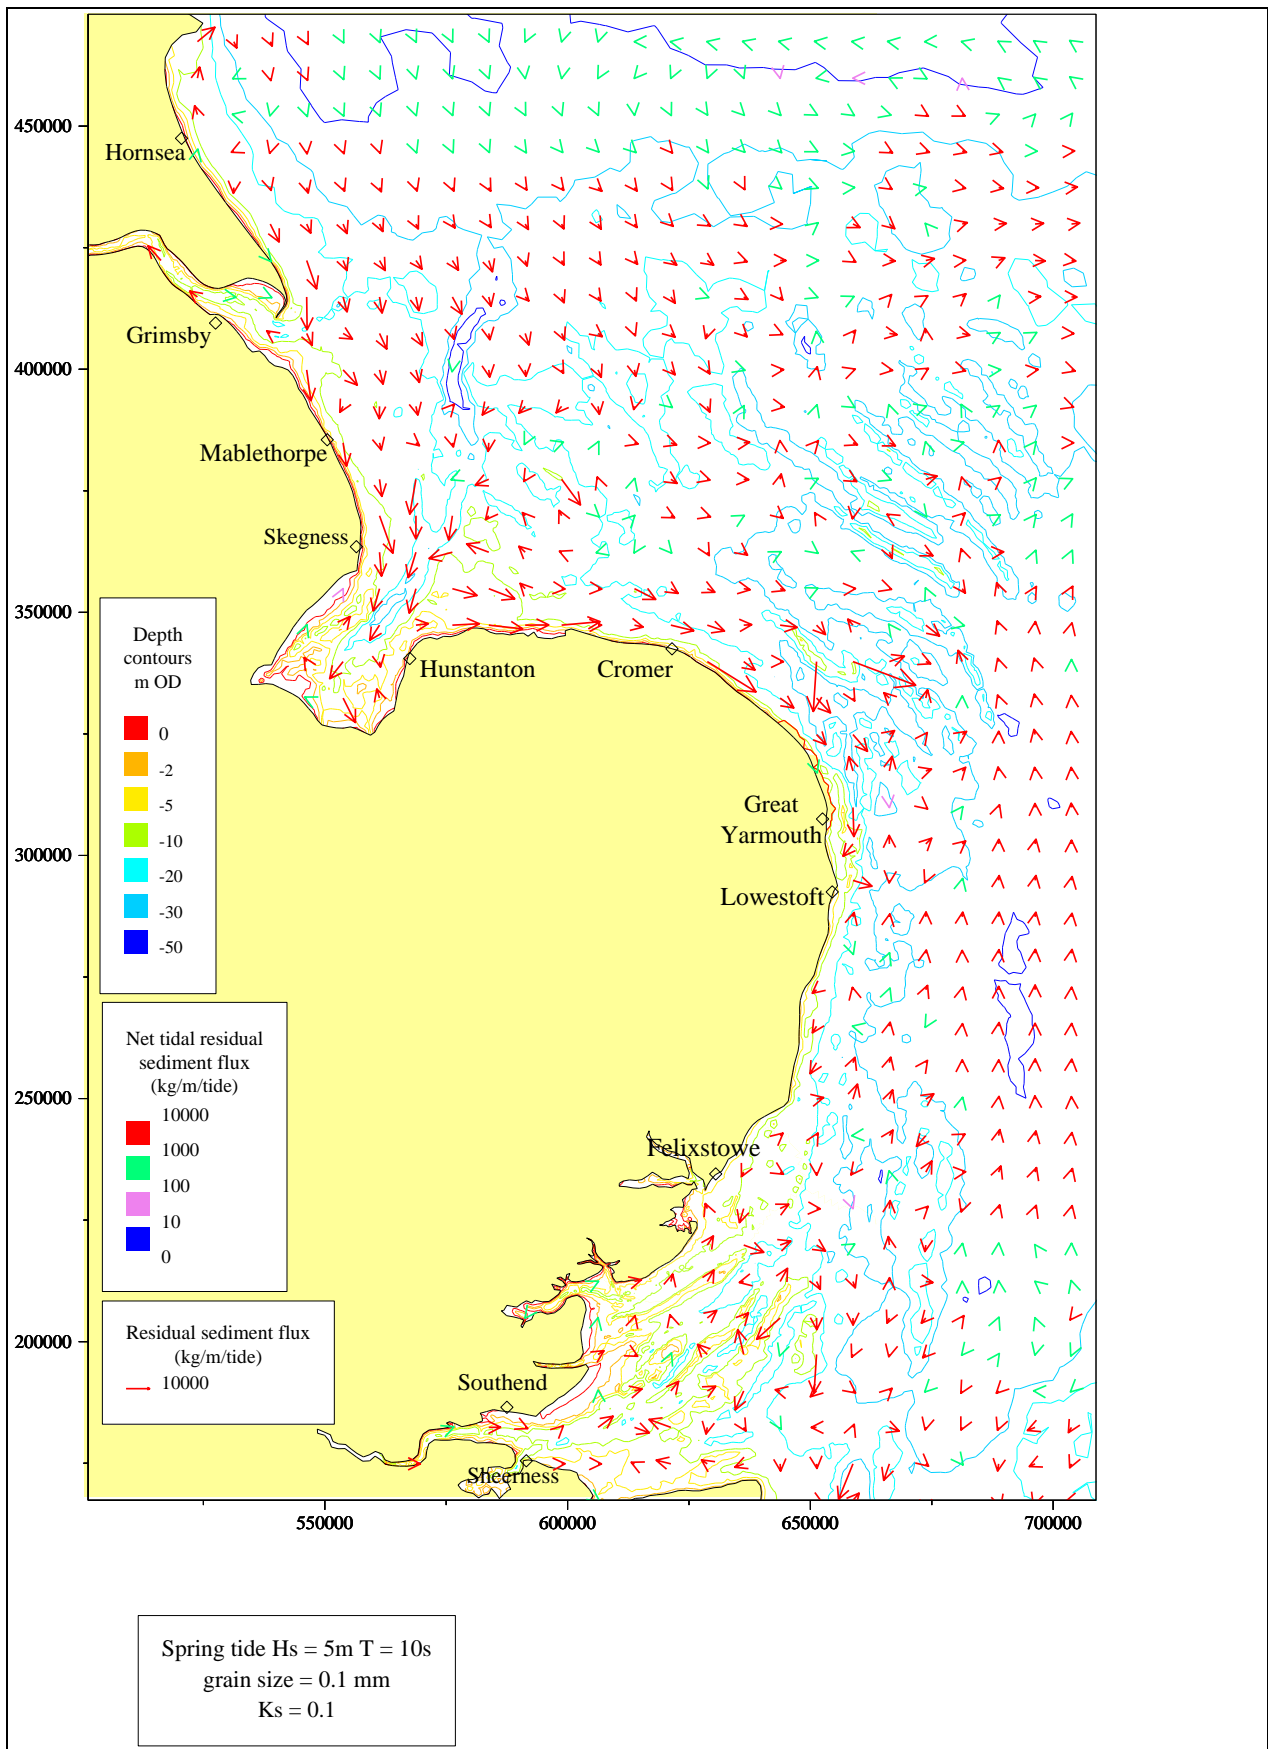 450000
Hornsea
Grimsby
400000
Mablethorpe
Skegness
350000
Hunstanton
Cromer
Depth
contours
m OD
0
-2
-5
-10
-20
-30
-50
Great
Yarmouth
300000
Lowestoft
Net tidal residual
sediment flux
(kg/m/tide)
10000
1000
100
10
0
250000
Felixstowe
Residual sediment flux
(kg/m/tide)
10000
200000
Southend
Sheerness
550000
600000
650000
700000
Spring tide Hs = 5m T = 10s
grain size = 0.1 mm
Ks = 0.1